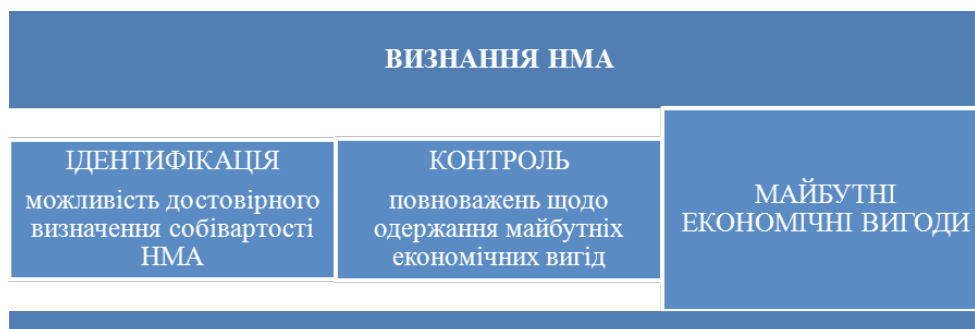 ВИЗНАННЯ НМА
ІДЕНТИФІКАЦІЯ
можливість достовірного
визначення собівартості
НМА
КОНТРОЛЬ
повноважень щодо
одержання майбутніх
економічних вигід
МАЙБУТНІ
ЕКОНОМІЧНІ ВИГОДИ